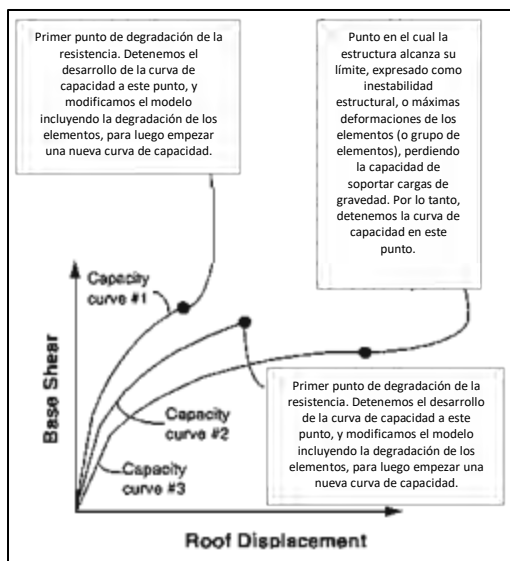 Primer punto de degradación de la
resistencia. Detenemos el
desarrollo de la curva de
capacidad a este punto, y
modificamos el modelo
incluyendo la degradación de los
elementos, para luego empezar
una nueva curva de capacidad.
Punto en el cual la
estructura alcanza su
límite, expresado como
inestabilidad
estructural, o máximas
deformaciones de los
elementos (o grupo de
elementos), perdiendo
la capacidad de
soportar cargas de
gravedad. Por lo tanto,
detenemos la curva de
capacidad en este
punto.
Capacity
curve #1
Base Shear
Primer punto de degradación de la
resistencia. Detenemos el desarrollo
de la curva de capacidad a este
punto, y modificamos el modelo
incluyendo la degradación de los
elementos, para luego empezar una
nueva curva de capacidad.
Capacity
curve #2
Capacity
curve #3
Roof Displacement